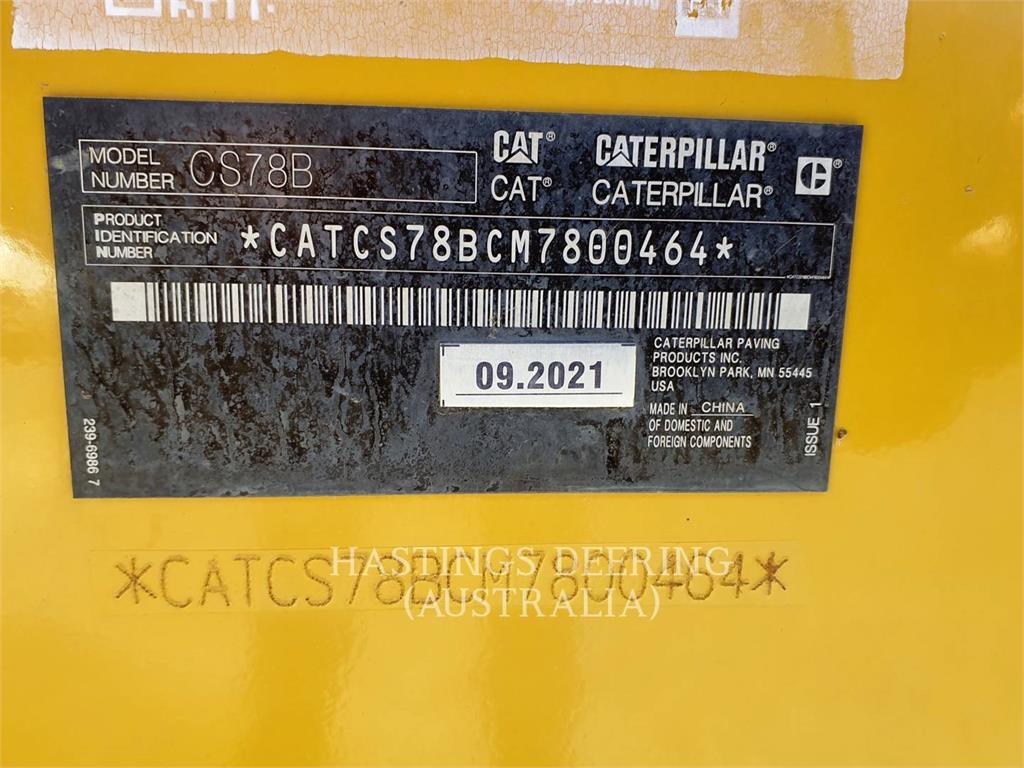 MODEL
NUMBER CS78B
CAT® CATERPILLAR®
CAT® CATERPILLAR®
PRODUCT
IDENTIFICATION
NUMBER
*CATCS78BCM7800464*
CATERPILLAR PAVING
PRODUCTS INC.
BROOKLYN PARK, MN 55445
USA
09.2021
MADE IN CHINA
OF DOMESTIC AND
FOREIGN COMPONENTS
ISSUE 1
239-6986 7
*CATCS78BCM7800464*
HASTINGS DEERING
(AUSTRALIA)